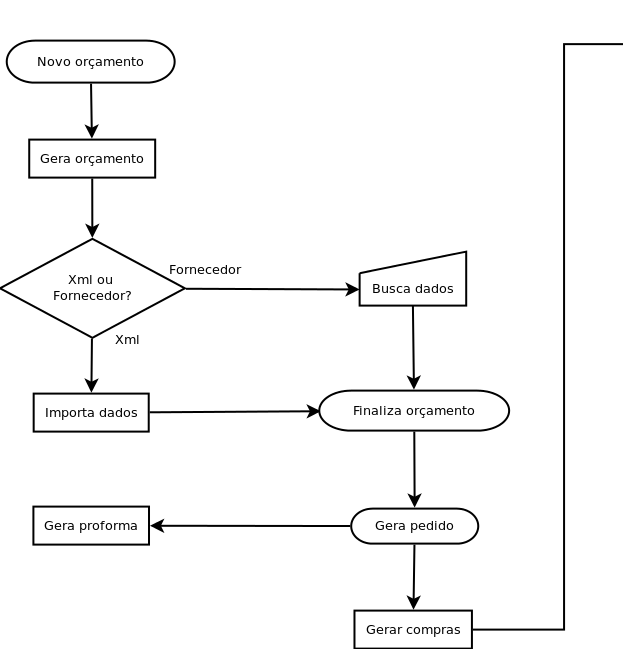 Novo orçamento
Gera orçamento
Xml ou
Fornecedor?
Fornecedor
Busca dados
Xml
Importa dados
Finaliza orçamento
Gera proforma
Gera pedido
Gerar compras